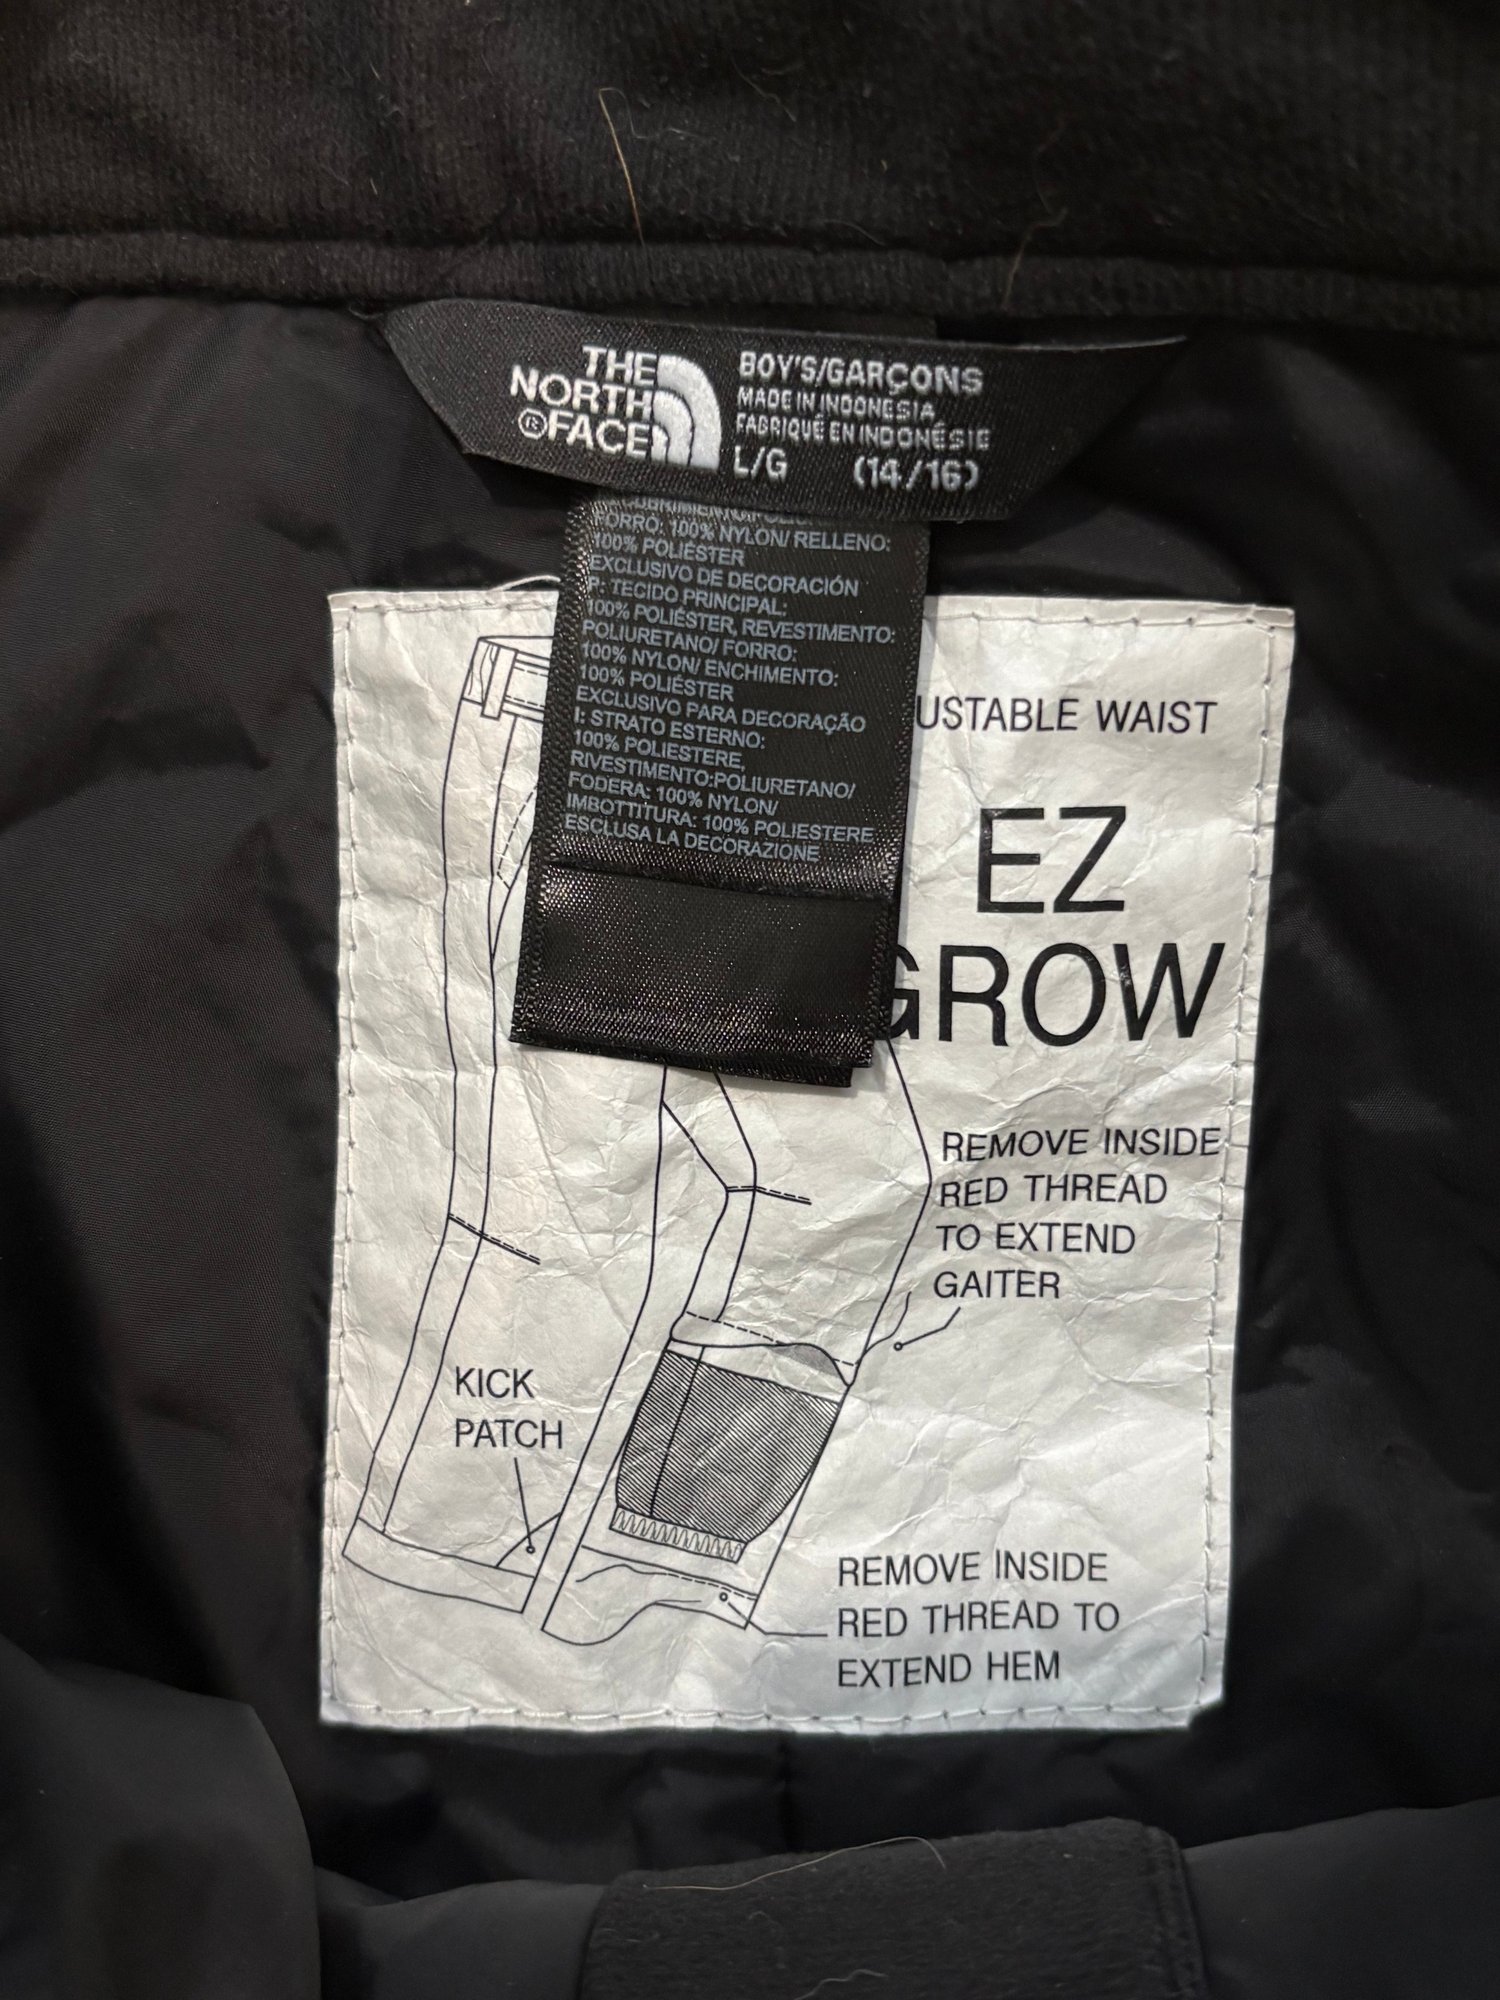 THE
NORTH
®FACE
BOY'S/GARÇONS
MADE IN INDONESIA
FABRIQUÉ EN INDONÉSIE
L/G (14/16)
FORRO: 100% NYLON/ RELLENO:
100% POLIÉSTER
EXCLUSIVO DE DECORACIÓN
P: TECIDO PRINCIPAL:
100% POLIÉSTER, REVESTIMENTO:
POLIURETANO/ FORRO:
100% NYLON/ ENCHIMENTO:
100% POLIÉSTER
EXCLUSIVO PARA DECORAÇÃO
I: STRATO ESTERNO:
100% POLIESTERE,
RIVESTIMENTO:POLIURETANO/
FODERA: 100% NYLON/
IMBOTTITURA: 100% POLIESTERE
ESCLUSA LA DECORAZIONE
USTABLE WAIST
EZ
GROW
REMOVE INSIDE
RED THREAD
TO EXTEND
GAITER
KICK
PATCH
REMOVE INSIDE
RED THREAD TO
EXTEND HEM